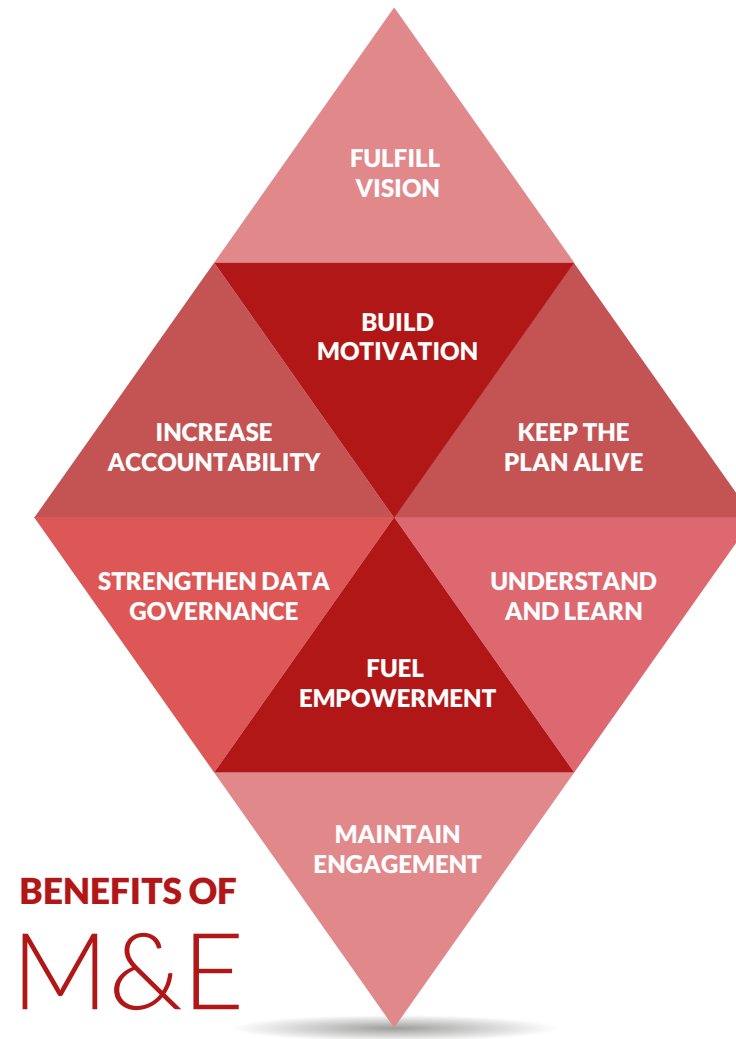 FULFILL
VISION
BUILD
MOTIVATION
INCREASE
ACCOUNTABILITY
KEEP THE
PLAN ALIVE
STRENGTHEN DATA
GOVERNANCE
UNDERSTAND
AND LEARN
FUEL
EMPOWERMENT
MAINTAIN
ENGAGEMENT
BENEFITS OF
M&E